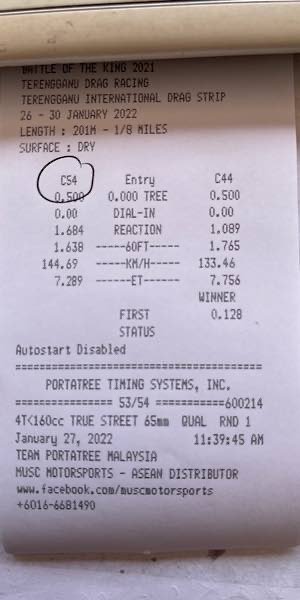 BATTLE OF THE KING 2021
TERENGGANU DRAG RACING
TERENGGANU INTERNATIONAL DRAG STRIP
26 - 30 JANUARY 2022
LENGTH : 201M - 1/8 MILES
SURFACE : DRY
C54 Entry C44
0.500 0.000 TREE 0.500
0.00 DIAL-IN 0.00
1.684 REACTION 1.089
1.638 -----60FT------ 1.765
144.69 -----KM/H------ 133.46
7.289 ------ET------- 7.756
WINNER
FIRST 0.128
STATUS
Autostart Disabled
========================================
PORTATREE TIMING SYSTEMS, INC.
================ 53/54 ===========600214
4T<160cc TRUE STREET 65mm QUAL RND 1
January 27, 2022 11:39:45 AM
TEAM PORTATREE MALAYSIA
MUSC MOTORSPORTS - ASEAN DISTRIBUTOR
www.facebook.com/muscmotorsports
+6016-6681490